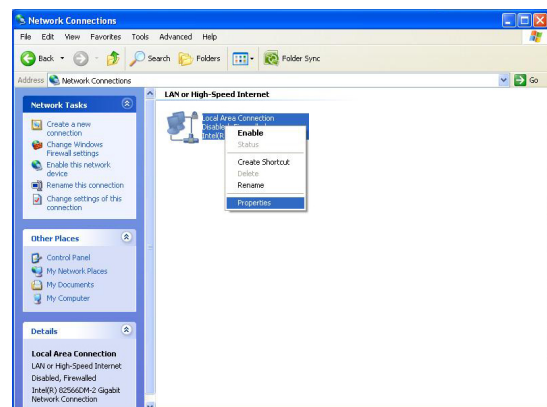 Network Connections
File Edit View Favorites Tools Advanced Help
Back Search Folders Folder Sync
Address Network Connections Go
Network Tasks
Create a new
connection
Change Windows
Firewall settings
Enable this network
device
Rename this connection
Change settings of this
connection
Other Places
Control Panel
My Network Places
My Documents
My Computer
Details
Local Area Connection
LAN or High-Speed Internet
Disabled, Firewalled
Intel(R) 82566DM-2 Gigabit
Network Connection
LAN or High-Speed Internet
Local Area Connection
Disabled, Firewalled
Intel(R)
Enable
Status
Create Shortcut
Delete
Rename
Properties